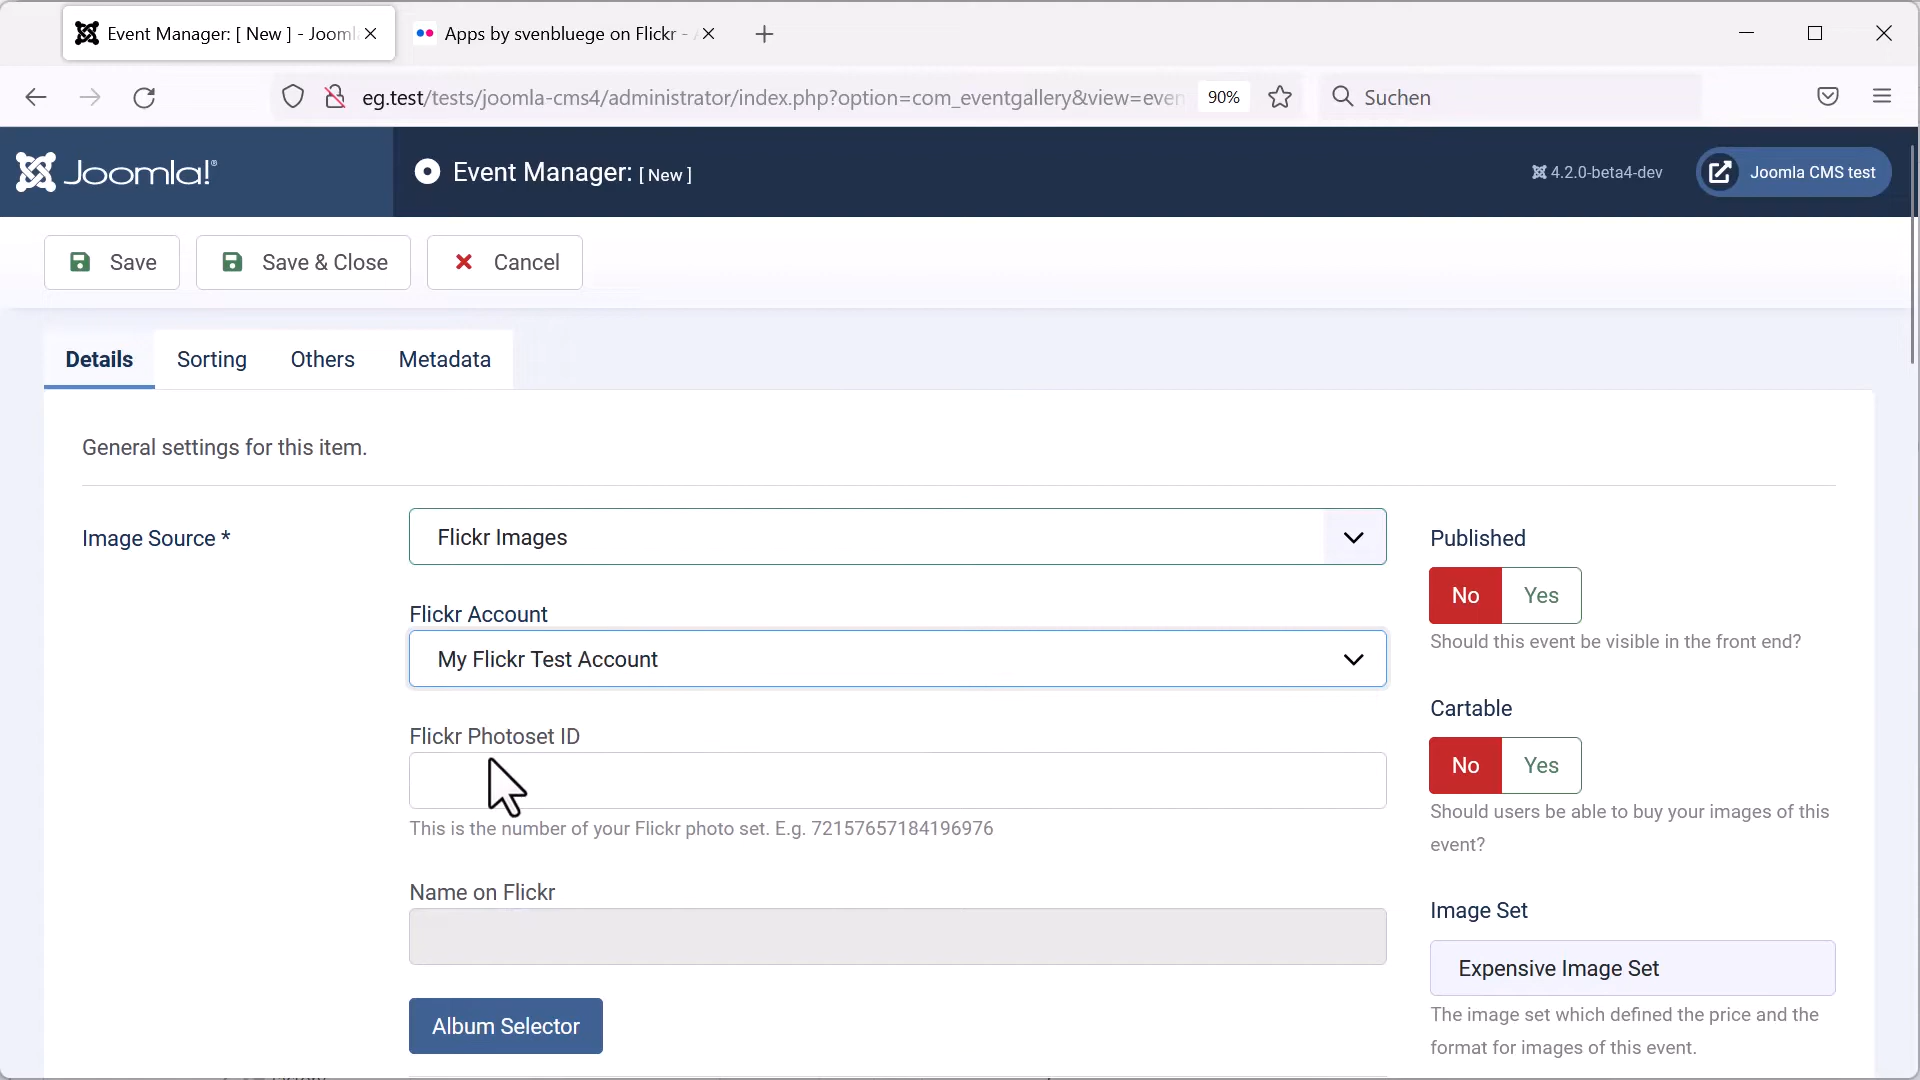 Event Manager: [ New ] - Jooml
Apps by svenbluege on Flickr -
eg.test/tests/joomla-cms4/administrator/index.php?option=com_eventgallery&view=even
90%
Suchen
Joomla!®
Event Manager: [ New ]
4.2.0-beta4-dev
Joomla CMS test
Save
Save & Close
Cancel
Details
Sorting
Others
Metadata
General settings for this item.
Image Source *
Flickr Images
Flickr Account
My Flickr Test Account
Flickr Photoset ID
This is the number of your Flickr photo set. E.g. 72157657184196976
Name on Flickr
Album Selector
Published
No
Yes
Should this event be visible in the front end?
Cartable
No
Yes
Should users be able to buy your images of this
event?
Image Set
Expensive Image Set
The image set which defined the price and the
format for images of this event.